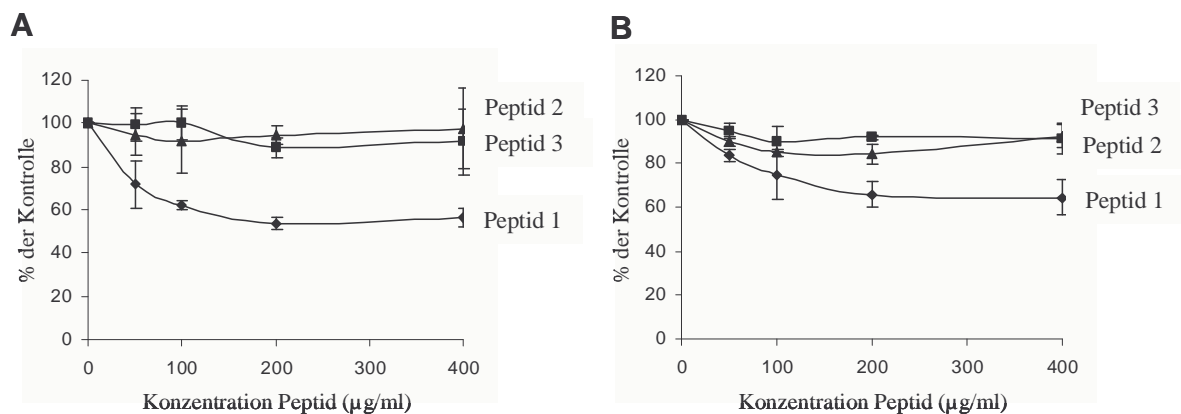 A
% der Kontrolle
120
100
80
60
40
20
0
0 100 200 300 400
Konzentration Peptid (µg/ml)
Peptid 2
Peptid 3
Peptid 1
B
% der Kontrolle
120
100
80
60
40
20
0
0 100 200 300 400
Konzentration Peptid (µg/ml)
Peptid 3
Peptid 2
Peptid 1